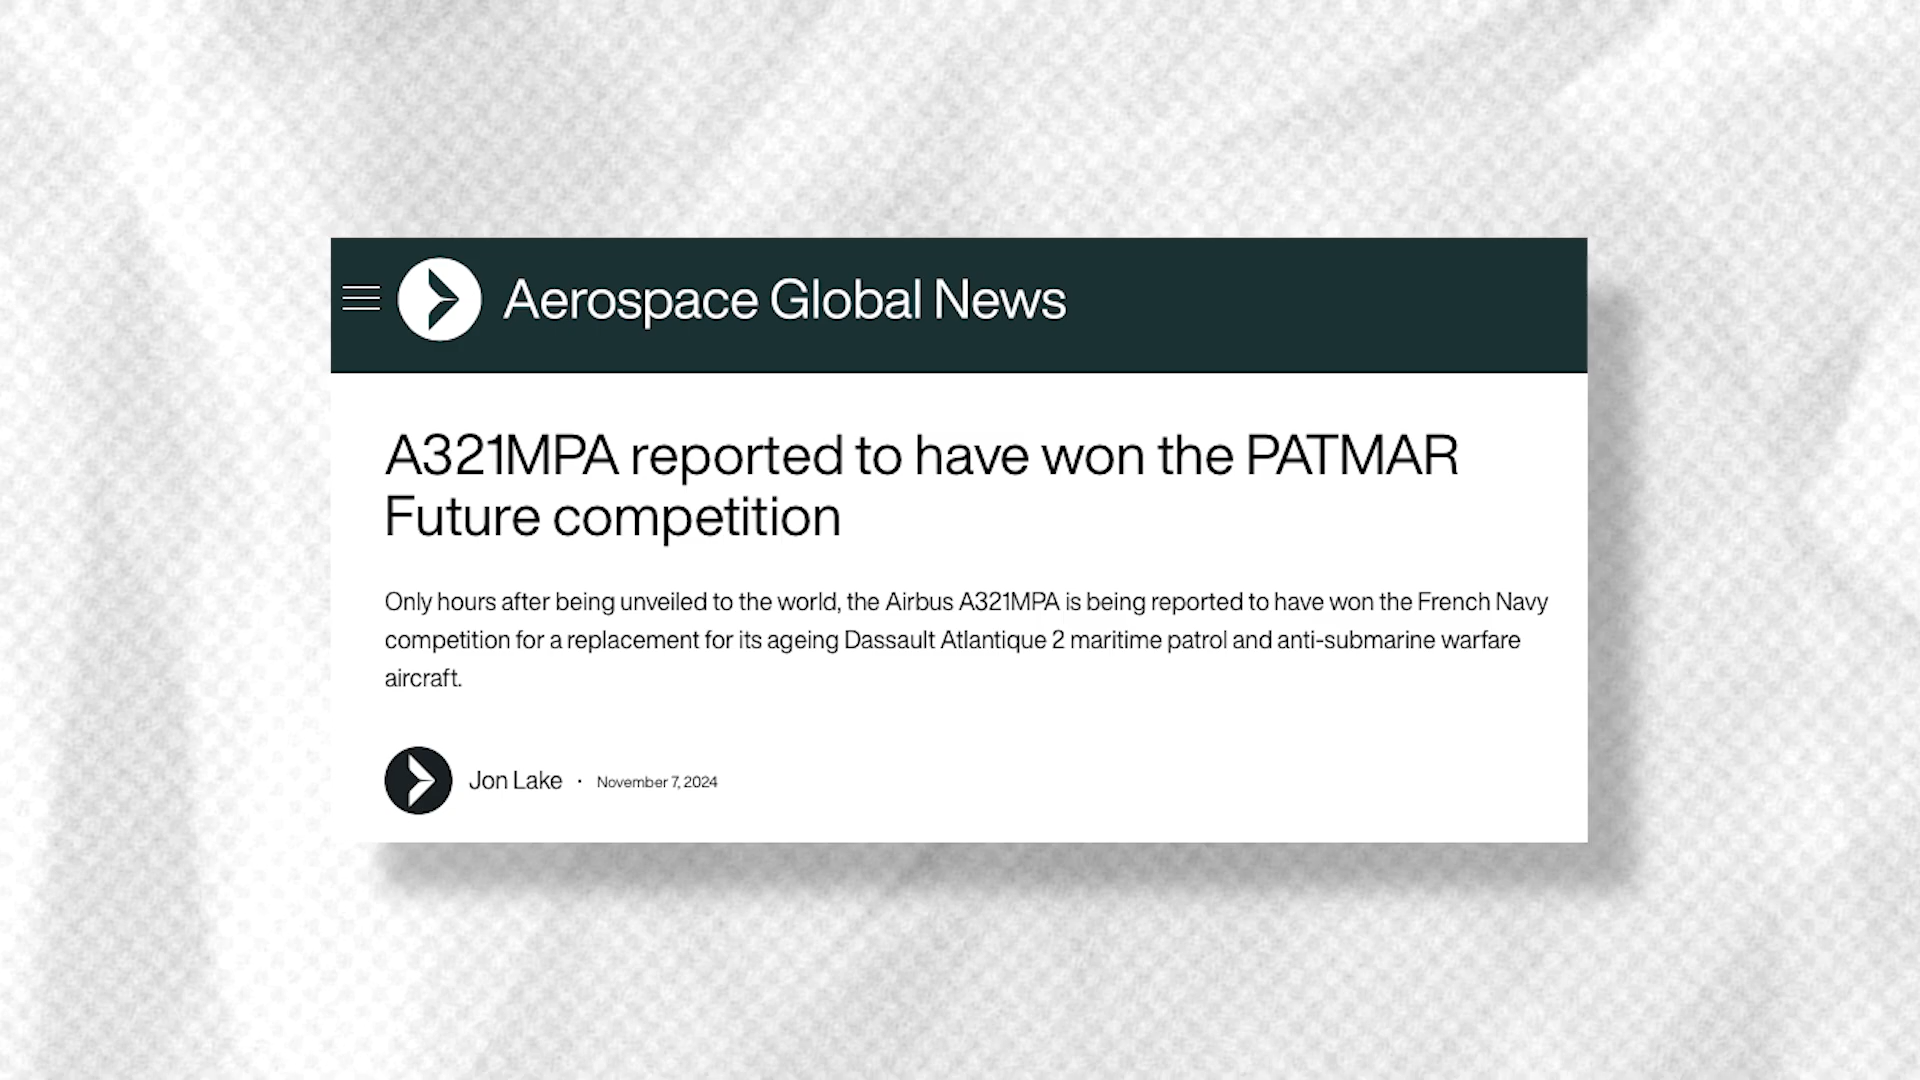 Aerospace Global News
A321MPA reported to have won the PATMAR
Future competition
Only hours after being unveiled to the world, the Airbus A321MPA is being reported to have won the French Navy
competition for a replacement for its ageing Dassault Atlantique 2 maritime patrol and anti-submarine warfare
aircraft.
Jon Lake · November 7, 2024